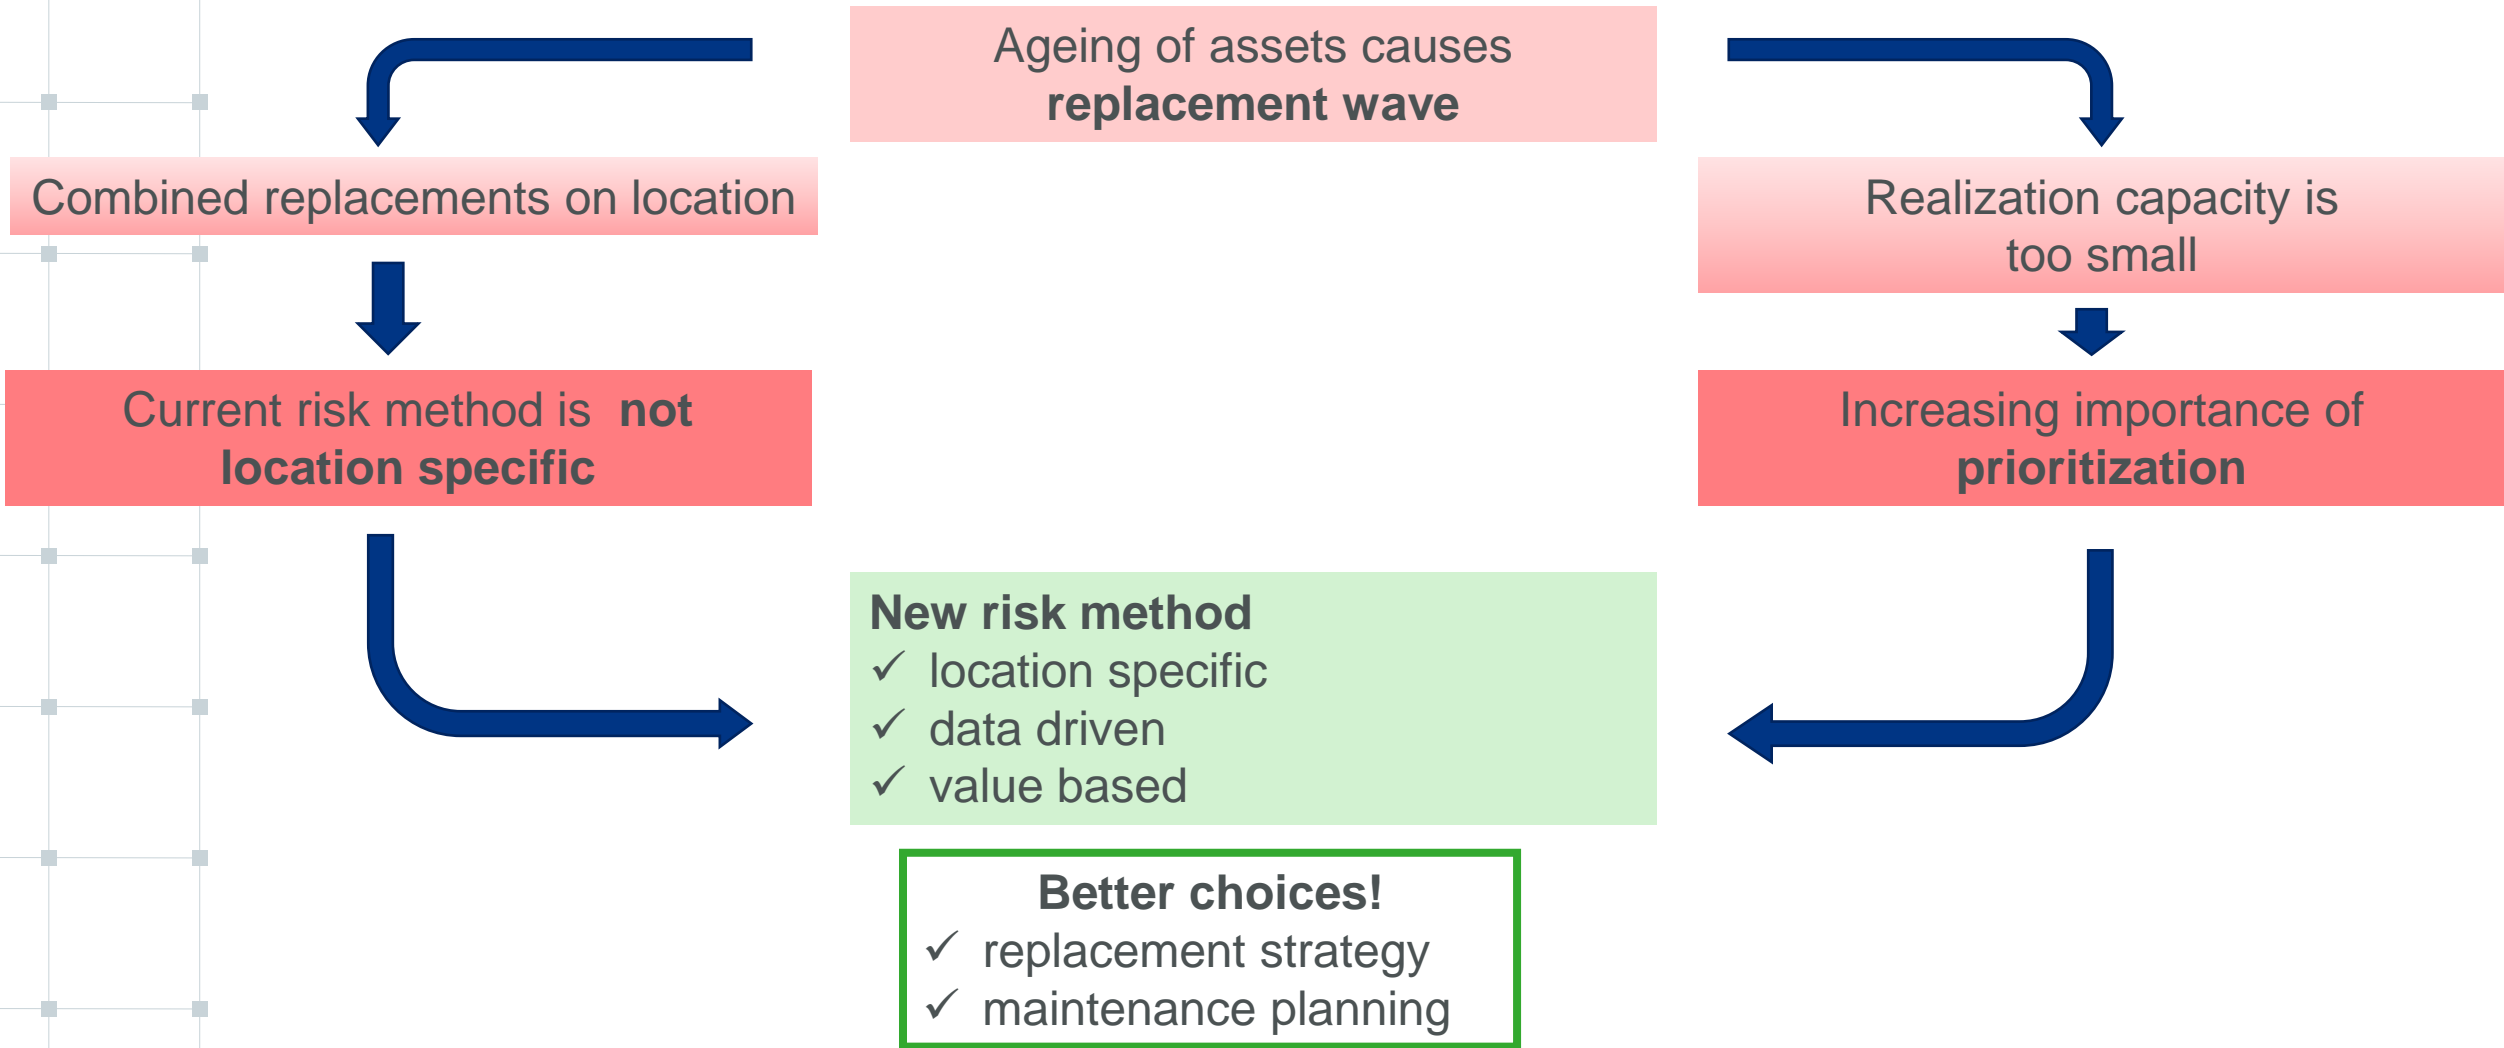 Ageing of assets causes
replacement wave
Combined replacements on location
Realization capacity is
too small
Current risk method is not
location specific
Increasing importance of
prioritization
New risk method
✓ location specific
✓ data driven
✓ value based
Better choices!
✓ replacement strategy
✓ maintenance planning